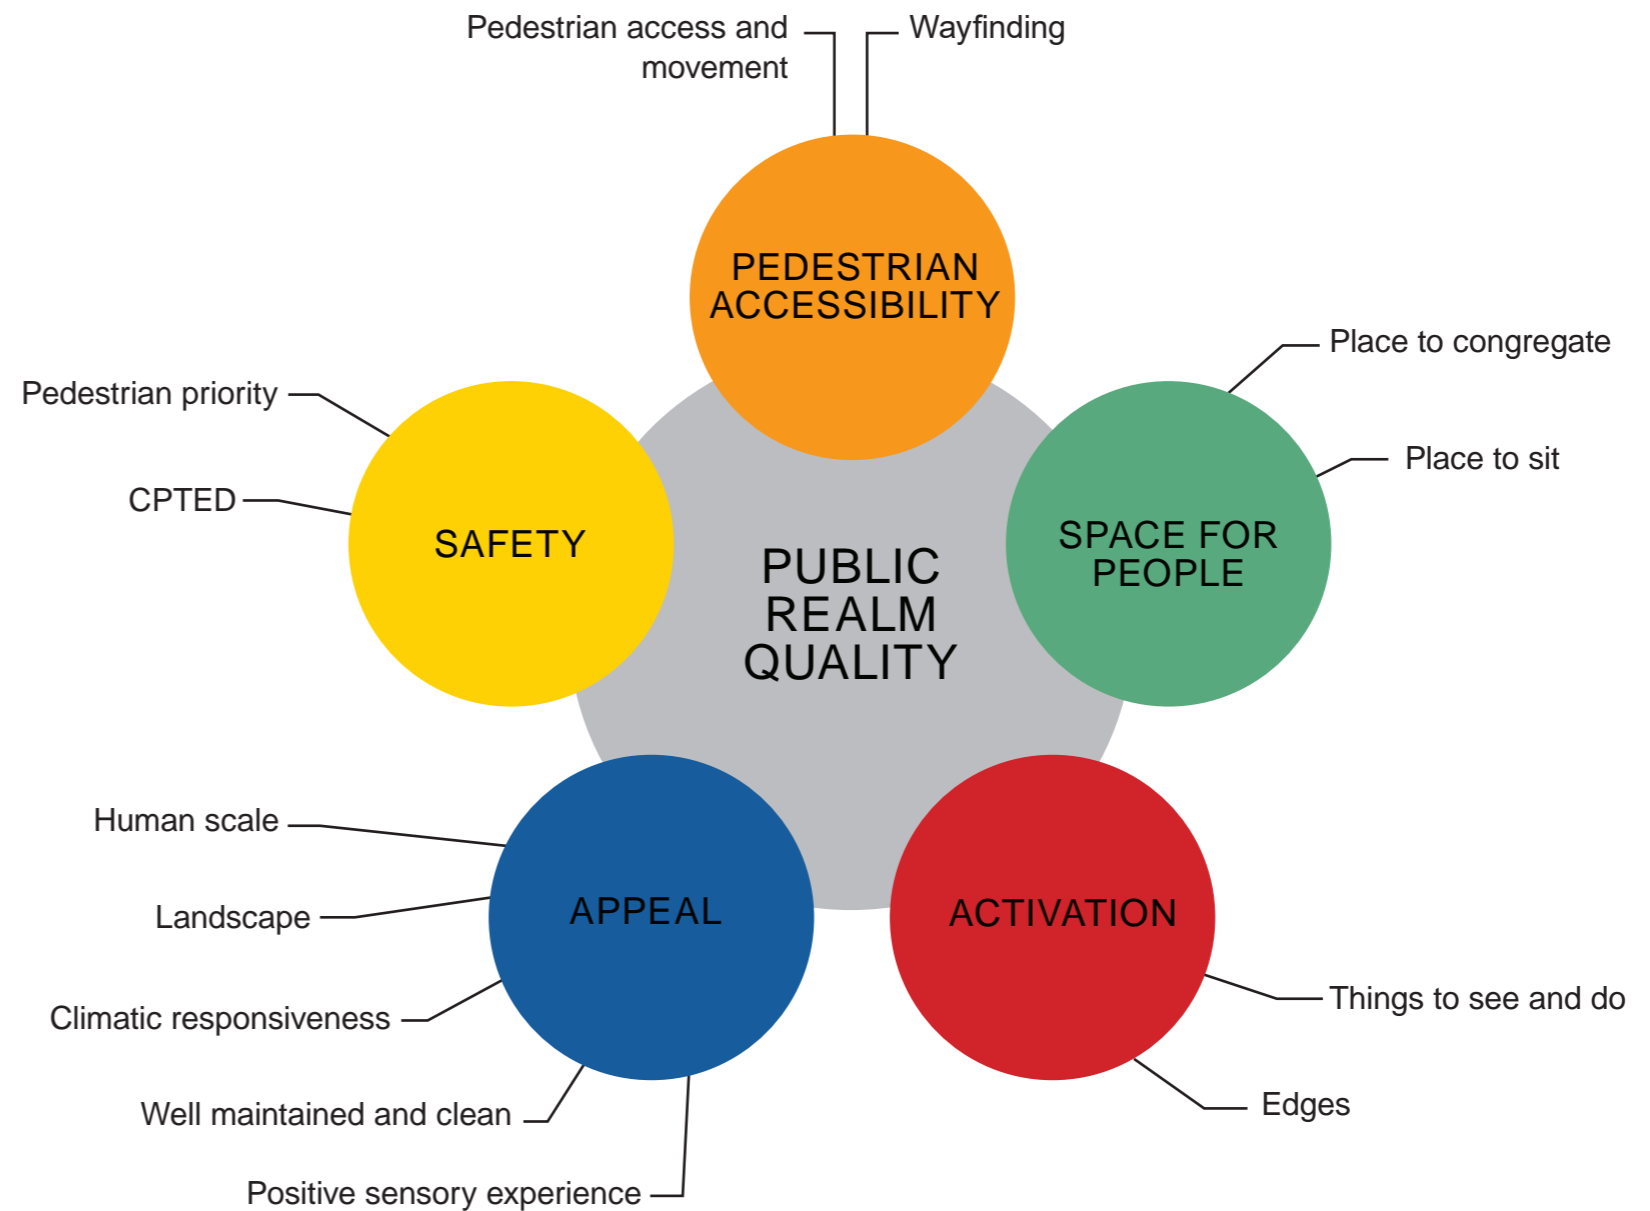 Pedestrian access and
movement
Wayfinding
PEDESTRIAN
ACCESSIBILITY
Place to congregate
Place to sit
SPACE FOR
PEOPLE
Pedestrian priority
CPTED
SAFETY
PUBLIC
REALM
QUALITY
Human scale
Landscape
Climatic responsiveness
Well maintained and clean
Positive sensory experience
APPEAL
ACTIVATION
Things to see and do
Edges